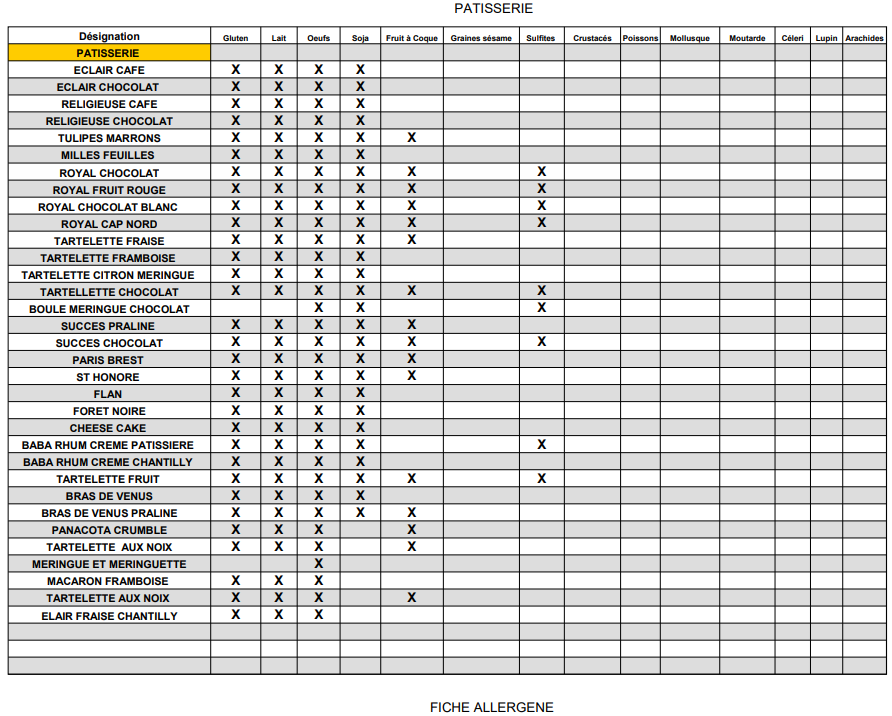 PATISSERIE
Désignation Gluten Lait Oeufs Soja Fruit à Coque Graines sésame Sulfites Crustacés Poissons Mollusque Moutarde Céleri Lupin Arachides
PATISSERIE
ECLAIR CAFE X X X X
ECLAIR CHOCOLAT X X X X
RELIGIEUSE CAFE X X X X
RELIGIEUSE CHOCOLAT X X X X
TULIPES MARRONS X X X X X
MILLES FEUILLES X X X X
ROYAL CHOCOLAT X X X X X X
ROYAL FRUIT ROUGE X X X X X X
ROYAL CHOCOLAT BLANC X X X X X X
ROYAL CAP NORD X X X X X X
TARTELETTE FRAISE X X X X X
TARTELETTE FRAMBOISE X X X X
TARTELETTE CITRON MERINGUE X X X X
TARTELLETTE CHOCOLAT X X X X X X
BOULE MERINGUE CHOCOLAT X X X
SUCCES PRALINE X X X X X
SUCCES CHOCOLAT X X X X X X
PARIS BREST X X X X X
ST HONORE X X X X X
FLAN X X X X
FORET NOIRE X X X X
CHEESE CAKE X X X X
BABA RHUM CREME PATISSIERE X X X X X
BABA RHUM CREME CHANTILLY X X X X
TARTELETTE FRUIT X X X X X X
BRAS DE VENUS X X X X
BRAS DE VENUS PRALINE X X X X X
PANACOTA CRUMBLE X X X X
TARTELETTE AUX NOIX X X X X
MERINGUE ET MERINGUETTE X
MACARON FRAMBOISE X X X
TARTELETTE AUX NOIX X X X X
ELAIR FRAISE CHANTILLY X X X
FICHE ALLERGENE